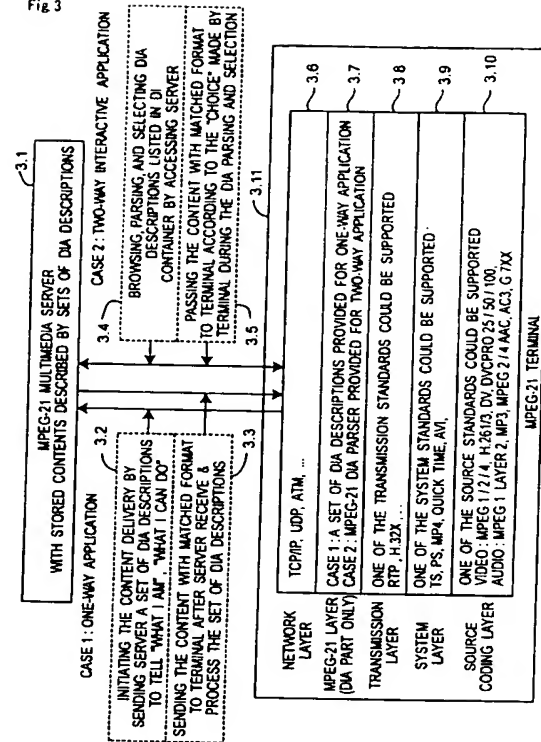 Fig 3
3.1
MPEG-21 MULTIMEDIA SERVER
WITH STORED CONTENTS DESCRIBED BY SETS OF DIA DESCRIPTIONS
CASE 1 : ONE-WAY APPLICATION
3.2
INITIATING THE CONTENT DELIVERY BY
SENDING SERVER A SET OF DIA DESCRIPTIONS
TO TELL "WHAT I AM", "WHAT I CAN DO"
SENDING THE CONTENT WITH MATCHED FORMAT
TO TERMINAL AFTER SERVER RECEIVE &
PROCESS THE SET OF DIA DESCRIPTIONS
3.3
CASE 2 : TWO-WAY INTERACTIVE APPLICATION
3.4
BROWSING, PARSING, AND SELECTING DIA
DESCRIPTIONS LISTED IN DI
CONTAINER BY ACCESSING SERVER
PASSING THE CONTENT WITH MATCHED FORMAT
TO TERMINAL ACCORDING TO THE "CHOICE" MADE BY
TERMINAL DURING THE DIA PARSING AND SELECTION
3.5
3.11
NETWORK
LAYER
TCP/IP, UDP, ATM, ...
3.6
MPEG-21 LAYER
(DIA PART ONLY)
CASE 1 : A SET OF DIA DESCRIPTIONS PROVIDED FOR ONE-WAY APPLICATION
CASE 2 : MPEG-21 DIA PARSER PROVIDED FOR TWO-WAY APPLICATION
3.7
TRANSMISSION
LAYER
ONE OF THE TRANSMISSION STANDARDS COULD BE SUPPORTED
RTP, H.32X, ...
3.8
SYSTEM
LAYER
ONE OF THE SYSTEM STANDARDS COULD BE SUPPORTED :
TS, PS, MP4, QUICK TIME, AVI,
3.9
SOURCE
CODING LAYER
ONE OF THE SOURCE STANDARDS COULD BE SUPPORTED
VIDEO : MPEG 1 / 2 / 4, H.261/3, DV, DVCPRO 25 / 50 / 100,
AUDIO : MPEG 1 LAYER 2, MP3, MPEG 2 / 4 AAC, AC3, G 7XX
3.10
MPEG-21 TERMINAL